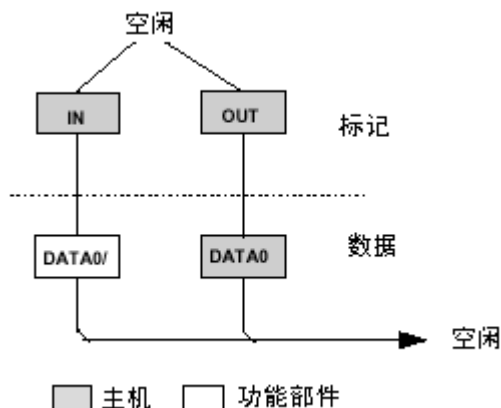 空闲
IN OUT 标记
DATA0/ DATA0 数据
空闲
主机 功能部件